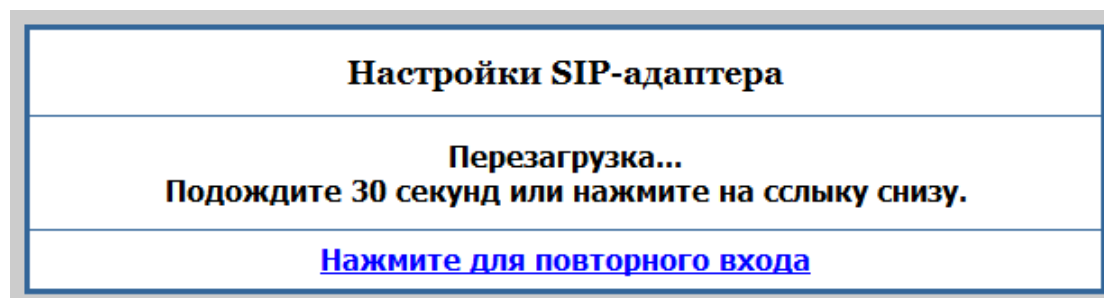 Настройки SIP-адаптера
Перезагрузка...
Подождите 30 секунд или нажмите на сслыку снизу.
Нажмите для повторного входа